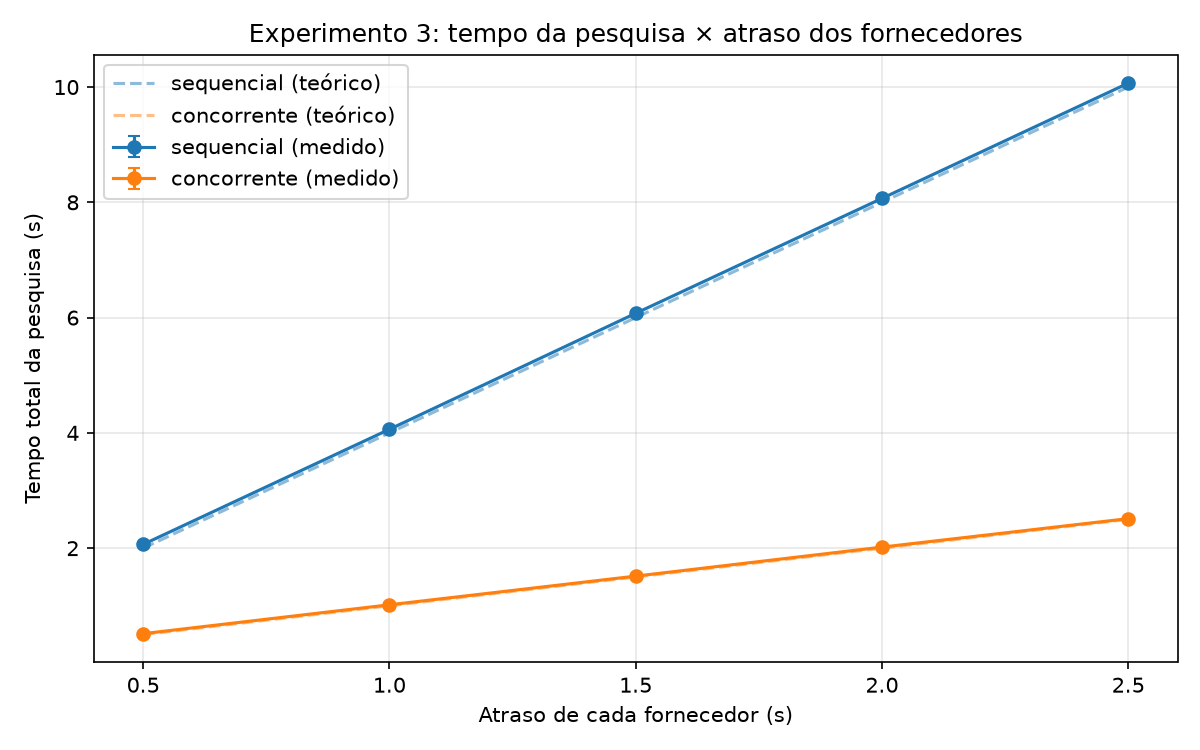 Experimento 3: tempo da pesquisa × atraso dos fornecedores
sequencial (teórico)
concorrente (teórico)
sequencial (medido)
concorrente (medido)
Tempo total da pesquisa (s)
10
8
6
4
2
0.5 1.0 1.5 2.0 2.5
Atraso de cada fornecedor (s)